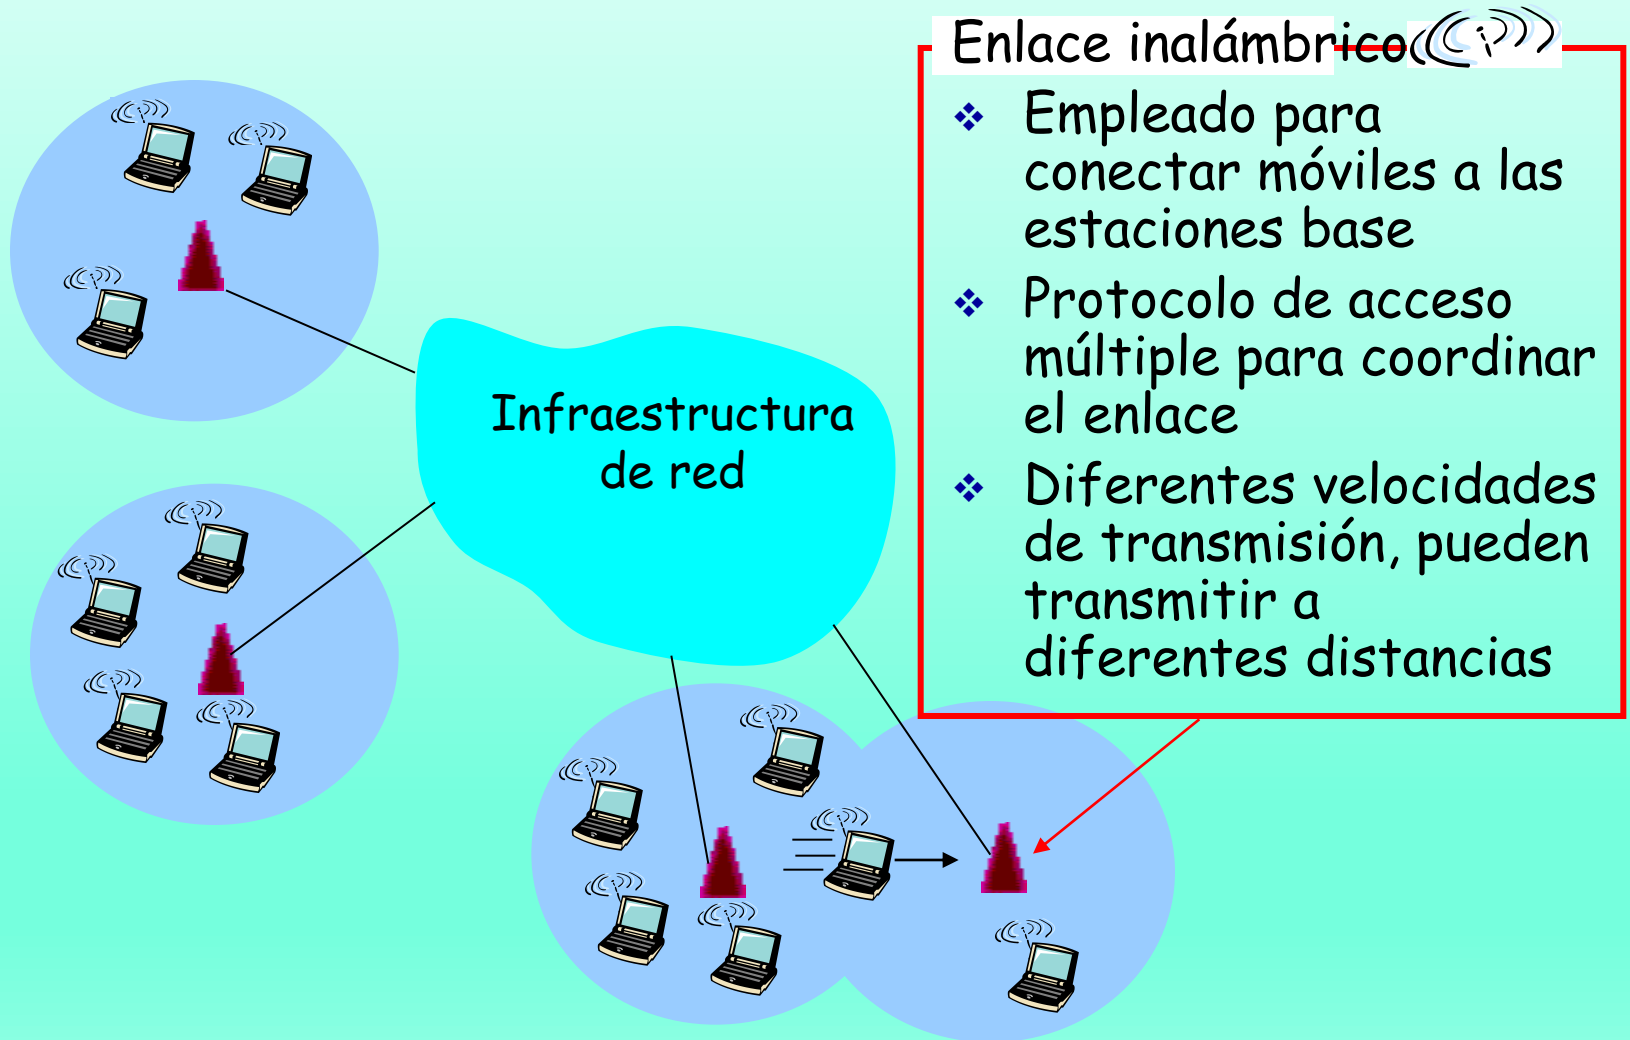 Enlace inalámbrico
❖ Empleado para
conectar móviles a las
estaciones base
❖ Protocolo de acceso
múltiple para coordinar
el enlace
❖ Diferentes velocidades
de transmisión, pueden
transmitir a
diferentes distancias
Infraestructura
de red